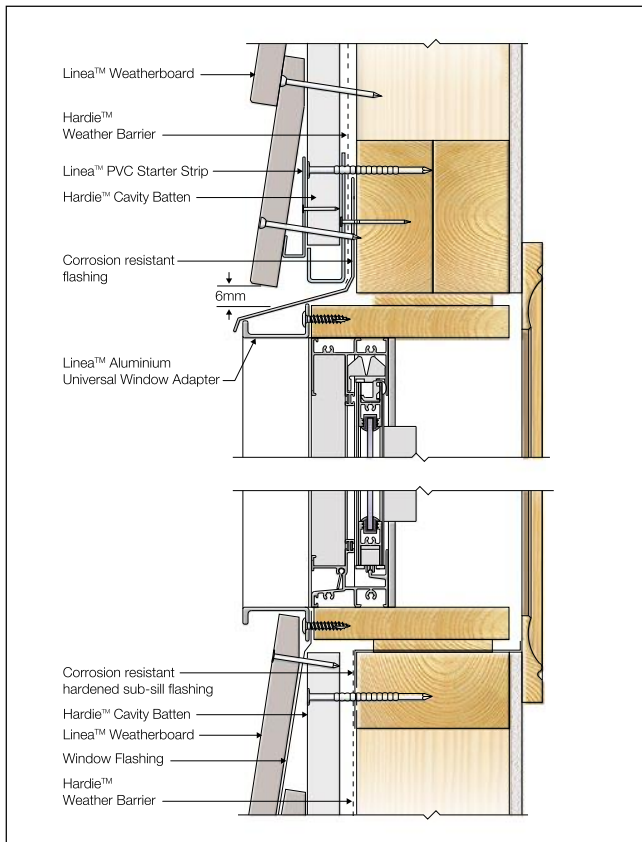 Linea™ Weatherboard
Hardie™
Weather Barrier
Linea™ PVC Starter Strip
Hardie™ Cavity Batten
Corrosion resistant
flashing
6mm
Linea™ Aluminium
Universal Window Adapter
Corrosion resistant
hardened sub-sill flashing
Hardie™ Cavity Batten
Linea™ Weatherboard
Window Flashing
Hardie™
Weather Barrier